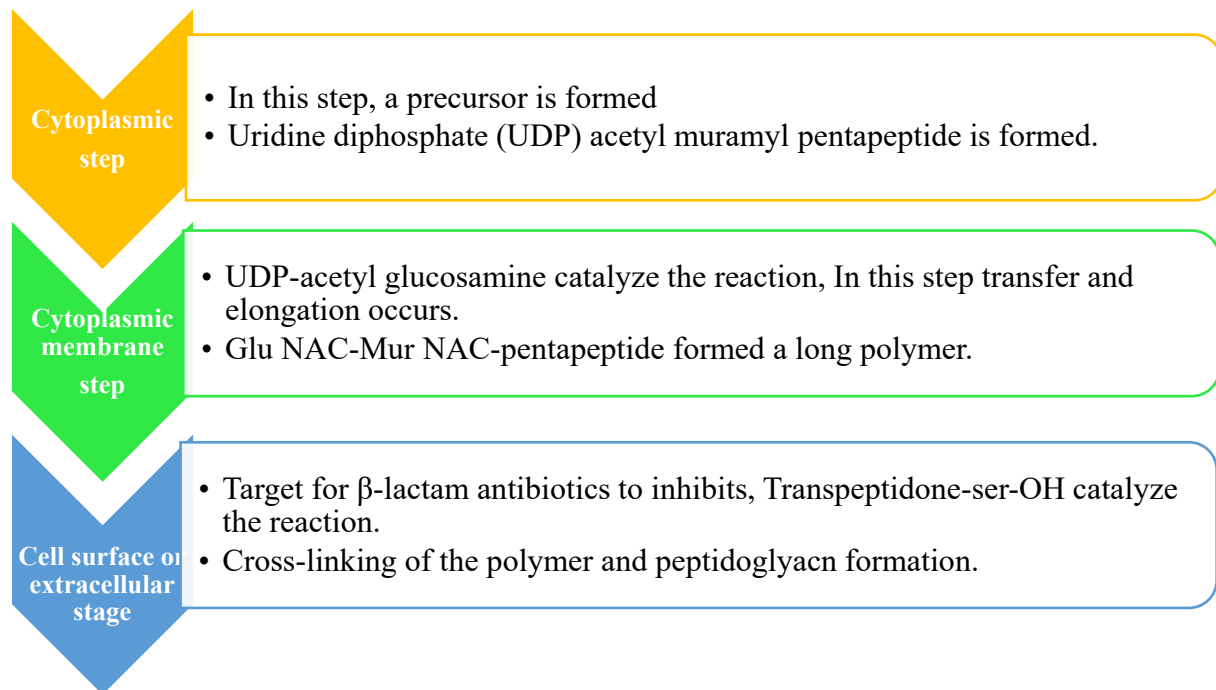 Cytoplasmic
step
• In this step, a precursor is formed
• Uridine diphosphate (UDP) acetyl muramyl pentapeptide is formed.
Cytoplasmic
membrane
step
• UDP-acetyl glucosamine catalyze the reaction, In this step transfer and
elongation occurs.
• Glu NAC-Mur NAC-pentapeptide formed a long polymer.
Cell surface or
extracellular
stage
• Target for β-lactam antibiotics to inhibits, Transpeptidone-ser-OH catalyze
the reaction.
• Cross-linking of the polymer and peptidoglyacn formation.